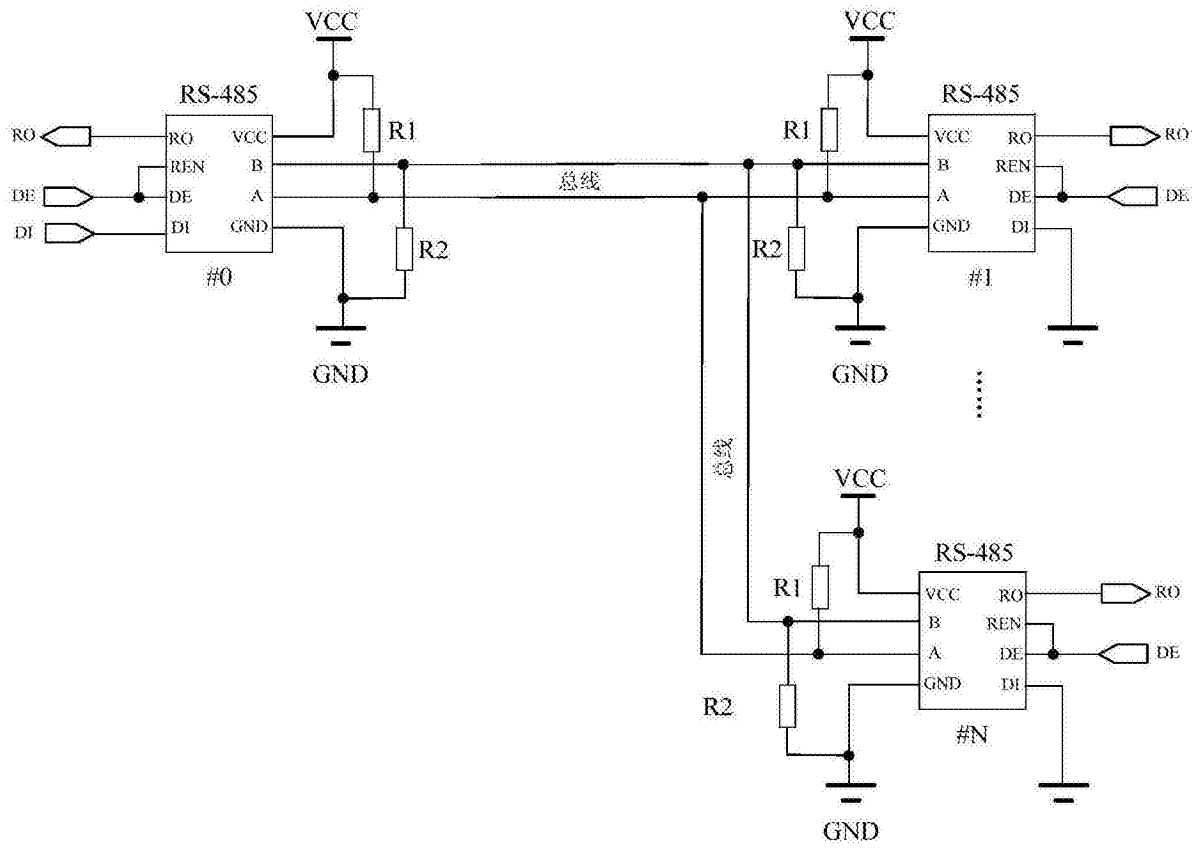 VCC
RS-485
RO
RO
VCC
R1
REN
B
DE
DE
A
DI
DI
GND
R2
#0
GND
总线
VCC
RS-485
R1
VCC
RO
RO
B
REN
A
DE
DE
GND
DI
R2
#1
GND
......
总线
VCC
RS-485
R1
VCC
RO
RO
B
REN
A
DE
DE
GND
DI
R2
#N
GND